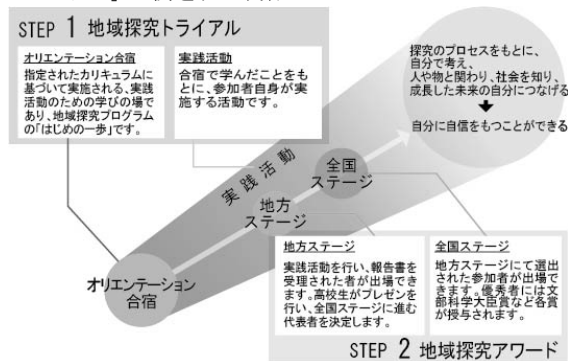 STEP 1 地域探究トライアル
オリエンテーション合宿
指定されたカリキュラムに
基づいて実施される、実践
活動のための学びの場で
あり、地域探究プログラム
の「はじめの一歩」です。
実践活動
合宿で学んだことをも
とに、参加者自身が実
施する活動です。
探究のプロセスをもとに、
自分で考え、
人や物と関わり、社会を知り、
成長した未来の自分につなげる
自分に自信をもつことができる
実践活動
全国
ステージ
地方
ステージ
オリエンテーション
合宿
地方ステージ
実践活動を行い、報告書を
受理された者が出場でき
ます。高校生がプレゼンを
行い、全国ステージに進む
代表者を決定します。
全国ステージ
地方ステージにて選出
された参加者が出場で
きます。優秀者には文
部科学大臣賞など各賞
が授与されます。
STEP 2 地域探究アワード